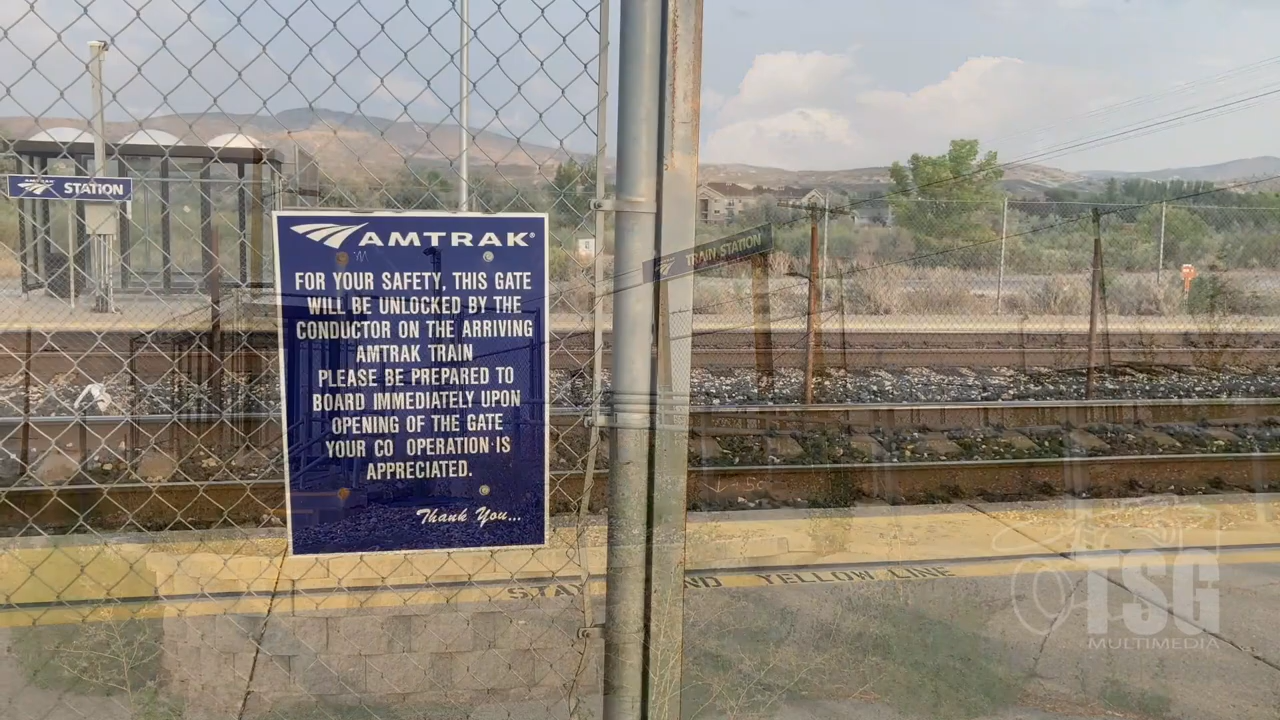 STATION
AMTRAK®
FOR YOUR SAFETY, THIS GATE
WILL BE UNLOCKED BY THE
CONDUCTOR ON THE ARRIVING
AMTRAK TRAIN
PLEASE BE PREPARED TO
BOARD IMMEDIATELY UPON
OPENING OF THE GATE
YOUR CO OPERATION IS
APPRECIATED.
Thank You...
TRAIN STATION
STAY ND YELLOW LINE
TSG
MULTIMEDIA